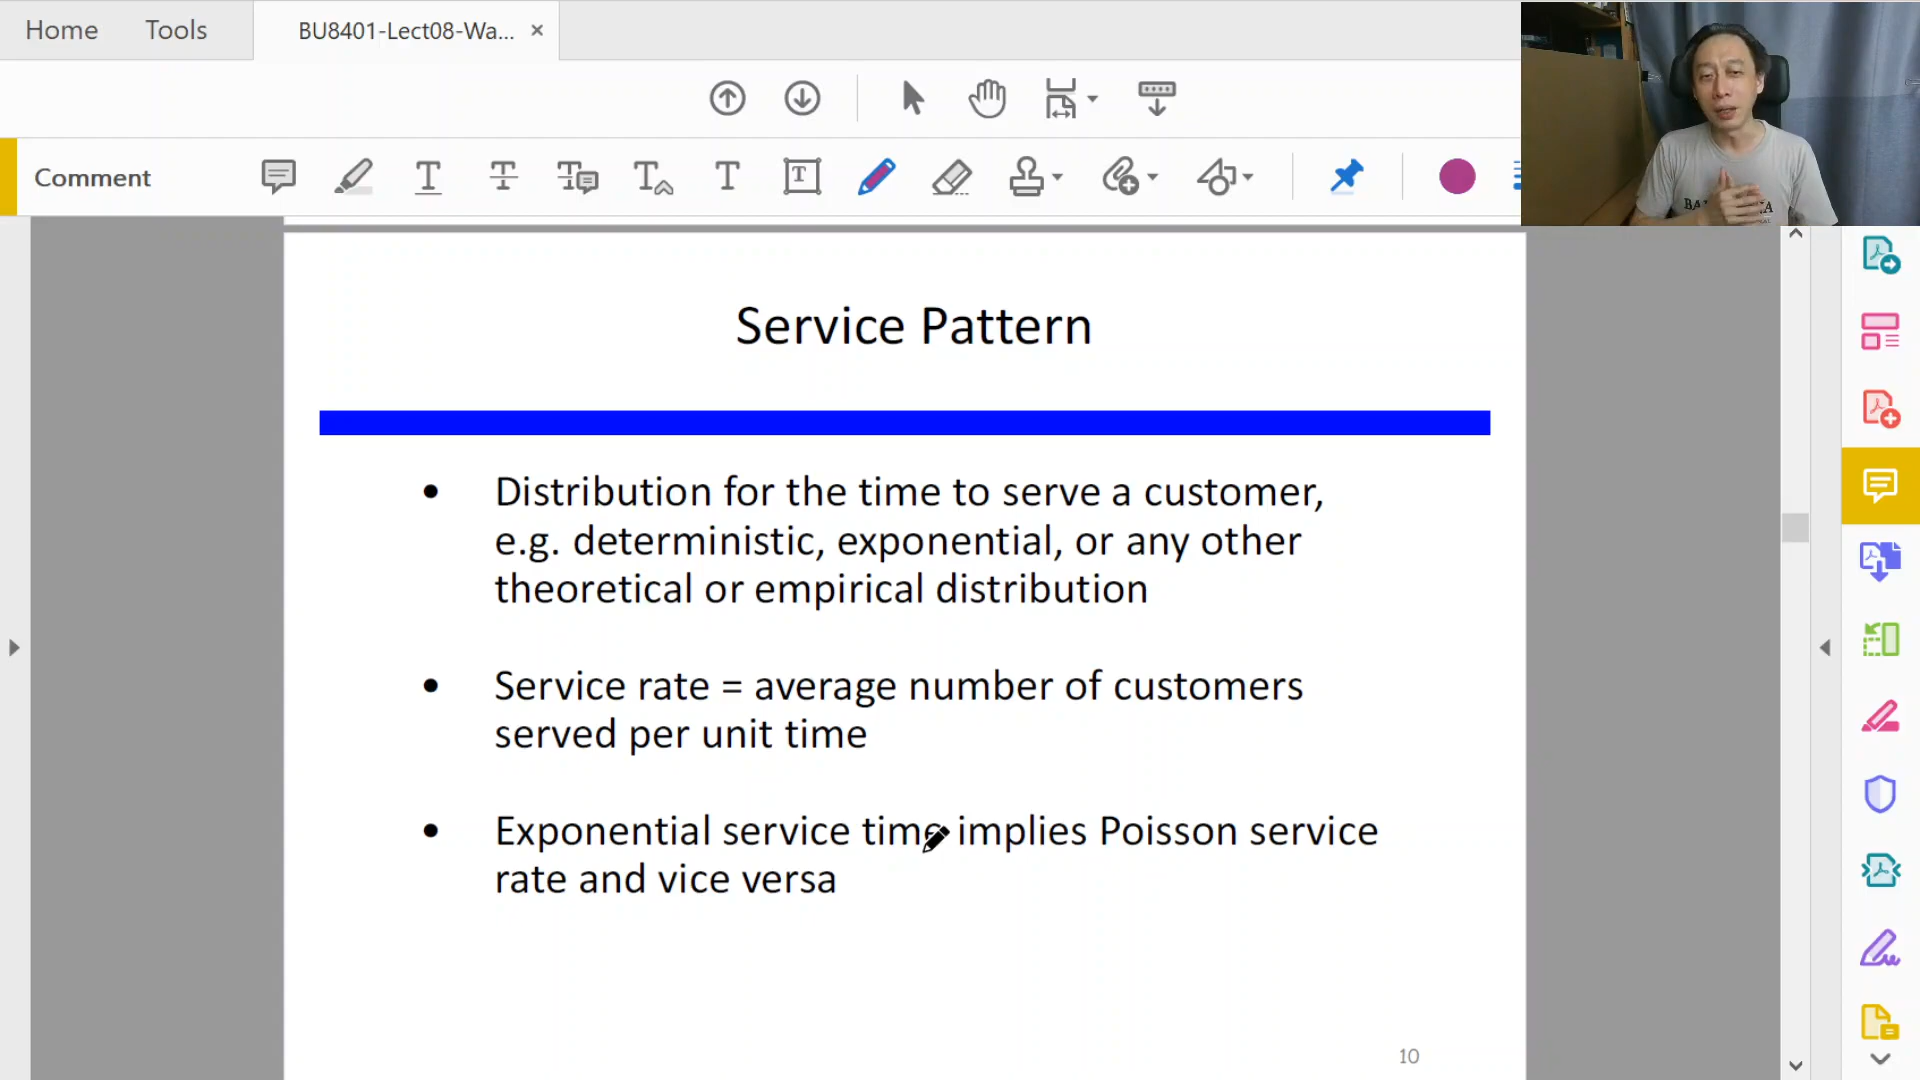 Home
Tools
BU8401-Lect08-Wa...
Comment
Service Pattern
• Distribution for the time to serve a customer,
e.g. deterministic, exponential, or any other
theoretical or empirical distribution
• Service rate = average number of customers
served per unit time
• Exponential service time implies Poisson service
rate and vice versa
10